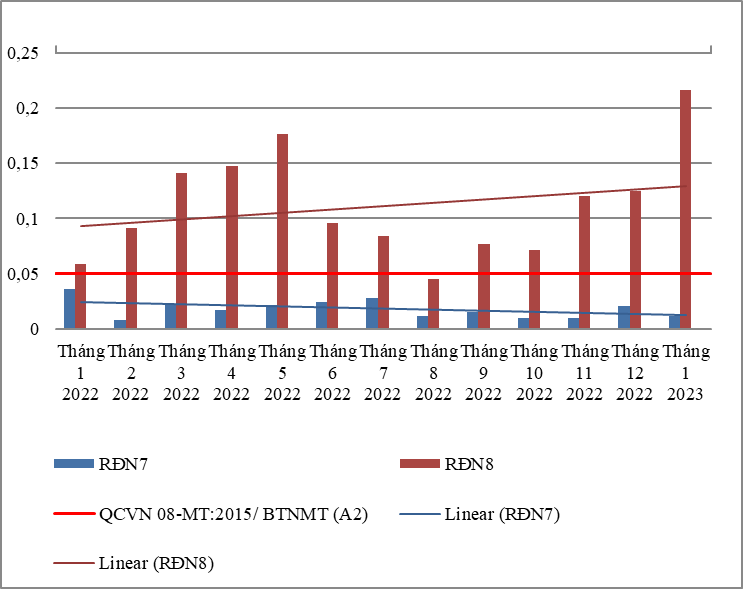 0,25
0,2
0,15
0,1
0,05
0
Tháng Tháng Tháng Tháng Tháng Tháng Tháng Tháng Tháng Tháng Tháng Tháng Tháng
1 2 3 4 5 6 7 8 9 10 11 12 1
2022 2022 2022 2022 2022 2022 2022 2022 2022 2022 2022 2022 2023
RĐN7 RĐN8
QCVN 08-MT:2015/ BTNMT (A2) Linear (RĐN7)
Linear (RĐN8)